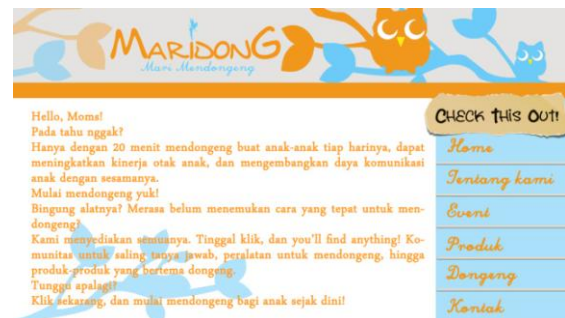 MARIDONG
Mari Mendongeng
Hello, Moms!
Pada tahu nggak?
Hanya dengan 20 menit mendongeng buat anak-anak tiap harinya, dapat
meningkatkan kinerja otak anak, dan mengembangkan daya komunikasi
anak dengan sesamanya.
Mulai mendongeng yuk!
Bingung alatnya? Merasa belum menemukan cara yang tepat untuk men-
dongeng?
Kami menyediakan semuanya. Tinggal klik, dan you'll find anything! Ko-
munitas untuk saling tanya jawab, peralatan untuk mendongeng, hingga
produk-produk yang bertema dongeng.
Tunggu apalagi?
Klik sekarang, dan mulai mendongeng bagi anak sejak dini!
CHECK THIS OUT!
Home
Tentang kami
Event
Produk
Dongeng
Kontak